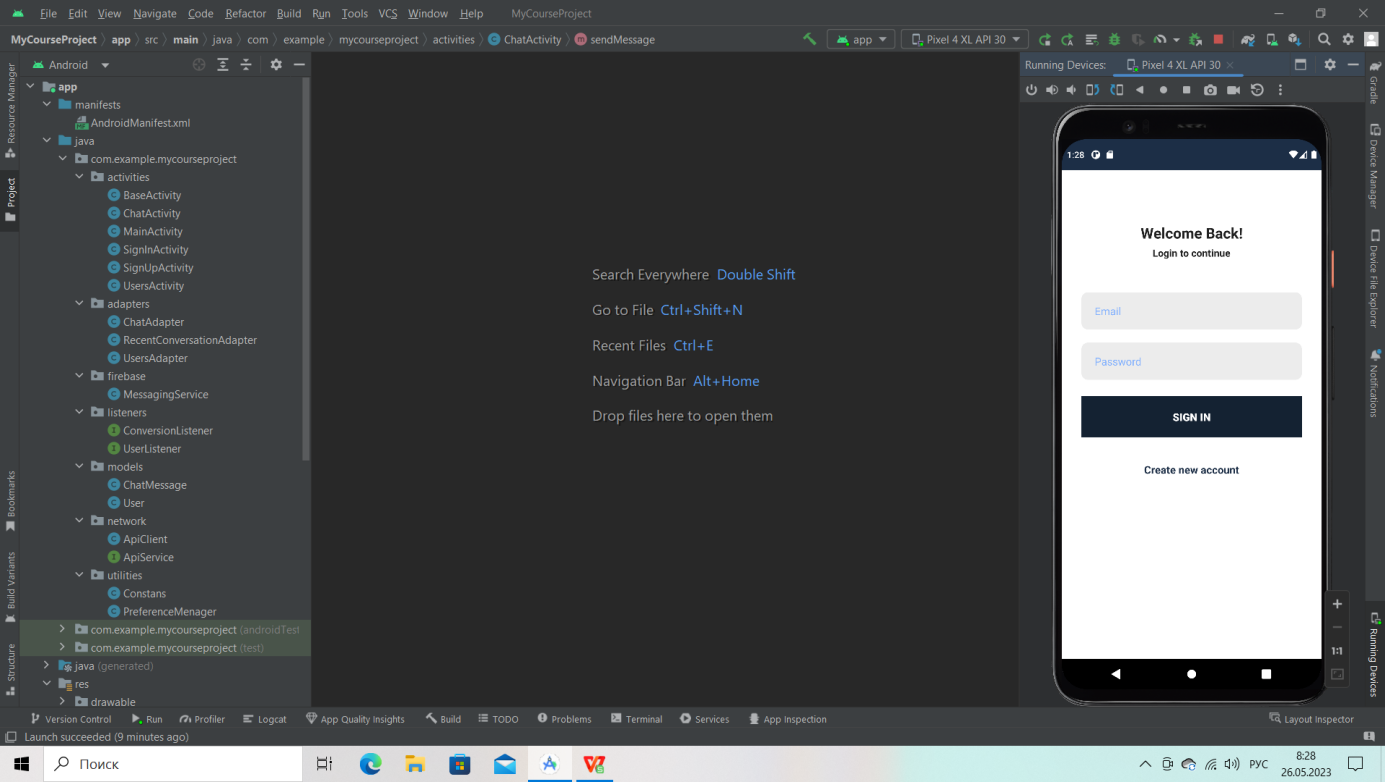 File Edit View Navigate Code Refactor Build Run Tools VCS Window Help MyCourseProject
MyCourseProject app src main java com example mycourseproject activities ChatActivity sendMessage app Pixel 4 XL API 30
Android
Running Devices: Pixel 4 XL API 30
Resource Manager
Project
Bookmarks
Build Variants
Structure
app
manifests
AndroidManifest.xml
java
com.example.mycourseproject
activities
BaseActivity
ChatActivity
MainActivity
SignInActivity
SignUpActivity
UsersActivity
adapters
ChatAdapter
RecentConversationAdapter
UsersAdapter
firebase
MessagingService
listeners
ConversionListener
UserListener
models
ChatMessage
User
network
ApiClient
ApiService
utilities
Constans
PreferenceMenager
com.example.mycourseproject (androidTest
com.example.mycourseproject (test)
java (generated)
res
drawable
Search Everywhere Double Shift
Go to File Ctrl+Shift+N
Recent Files Ctrl+E
Navigation Bar Alt+Home
Drop files here to open them
1:28
Welcome Back!
Login to continue
Email
Password
SIGN IN
Create new account
1:1
Gradle
Device Manager
Device File Explorer
Notifications
Running Devices
Version Control Run Profiler Logcat App Quality Insights Build TODO Problems Terminal Services App Inspection Layout Inspector
Launch succeeded (9 minutes ago)
Поиск
РУС
8:28
26.05.2023